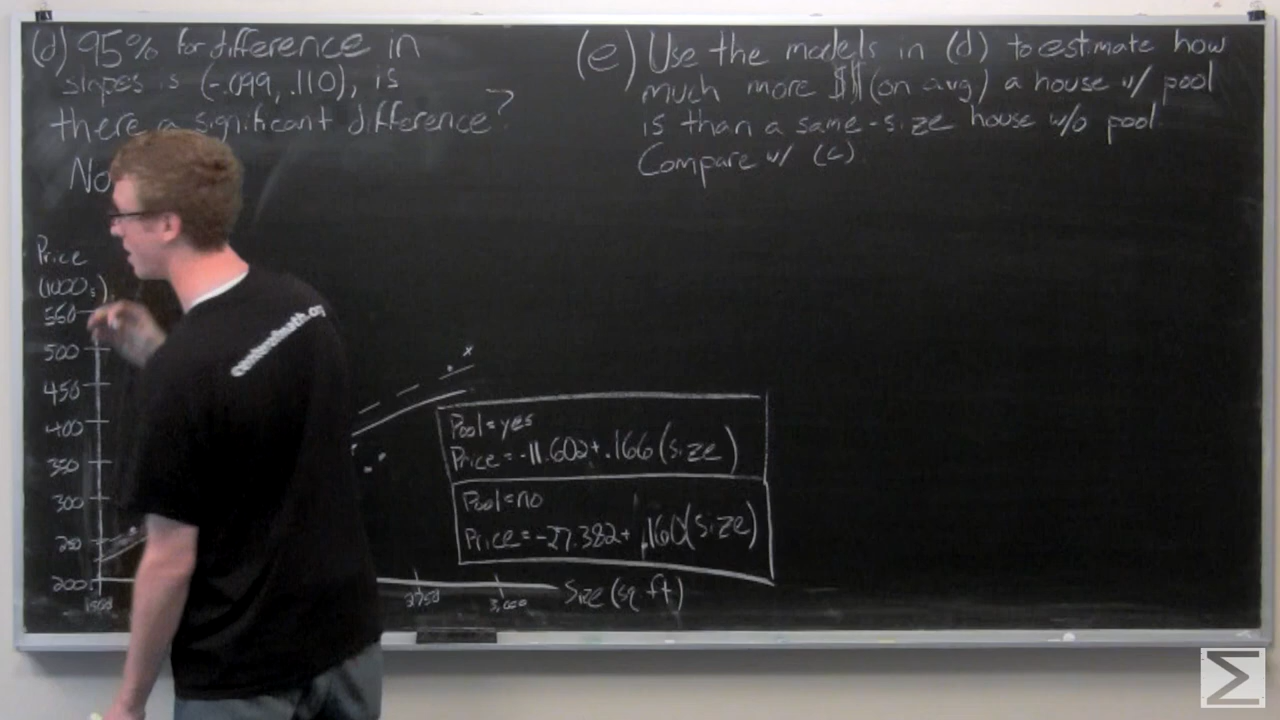 (d) 95% for difference in
slopes is (-.099, .110), is
there a significant difference?
No
(e) Use the models in (d) to estimate how
much more $$$ (on avg) a house w/ pool
is than a same-size house w/o pool.
Compare w/ (c)
Price
(1000s)
550
500
450
400
350
300
250
200
1500
2750
3,000
Size (sq ft)
Pool=yes
Price = -11.602+.166(size)
Pool=no
Price = -27.382+ .160(size)
centerofmath.org
Σ